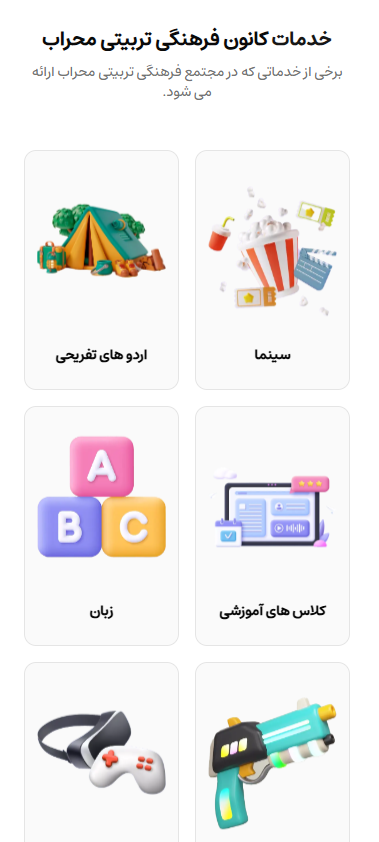 خدمات کانون فرهنگی تربیتی محراب
برخی از خدماتی که در مجتمع فرهنگی تربیتی محراب ارائه
می شود.
سینما
اردو های تفریحی
A
B
C
کلاس های آموزشی
زبان